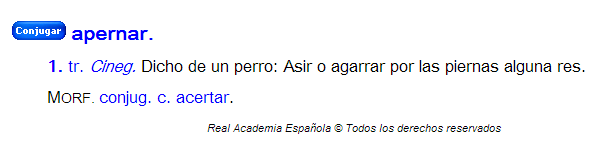 Conjugar apernar.
1. tr. Cineg. Dicho de un perro: Asir o agarrar por las piernas alguna res.
MORF. conjug. c. acertar.
Real Academia Española © Todos los derechos reservados